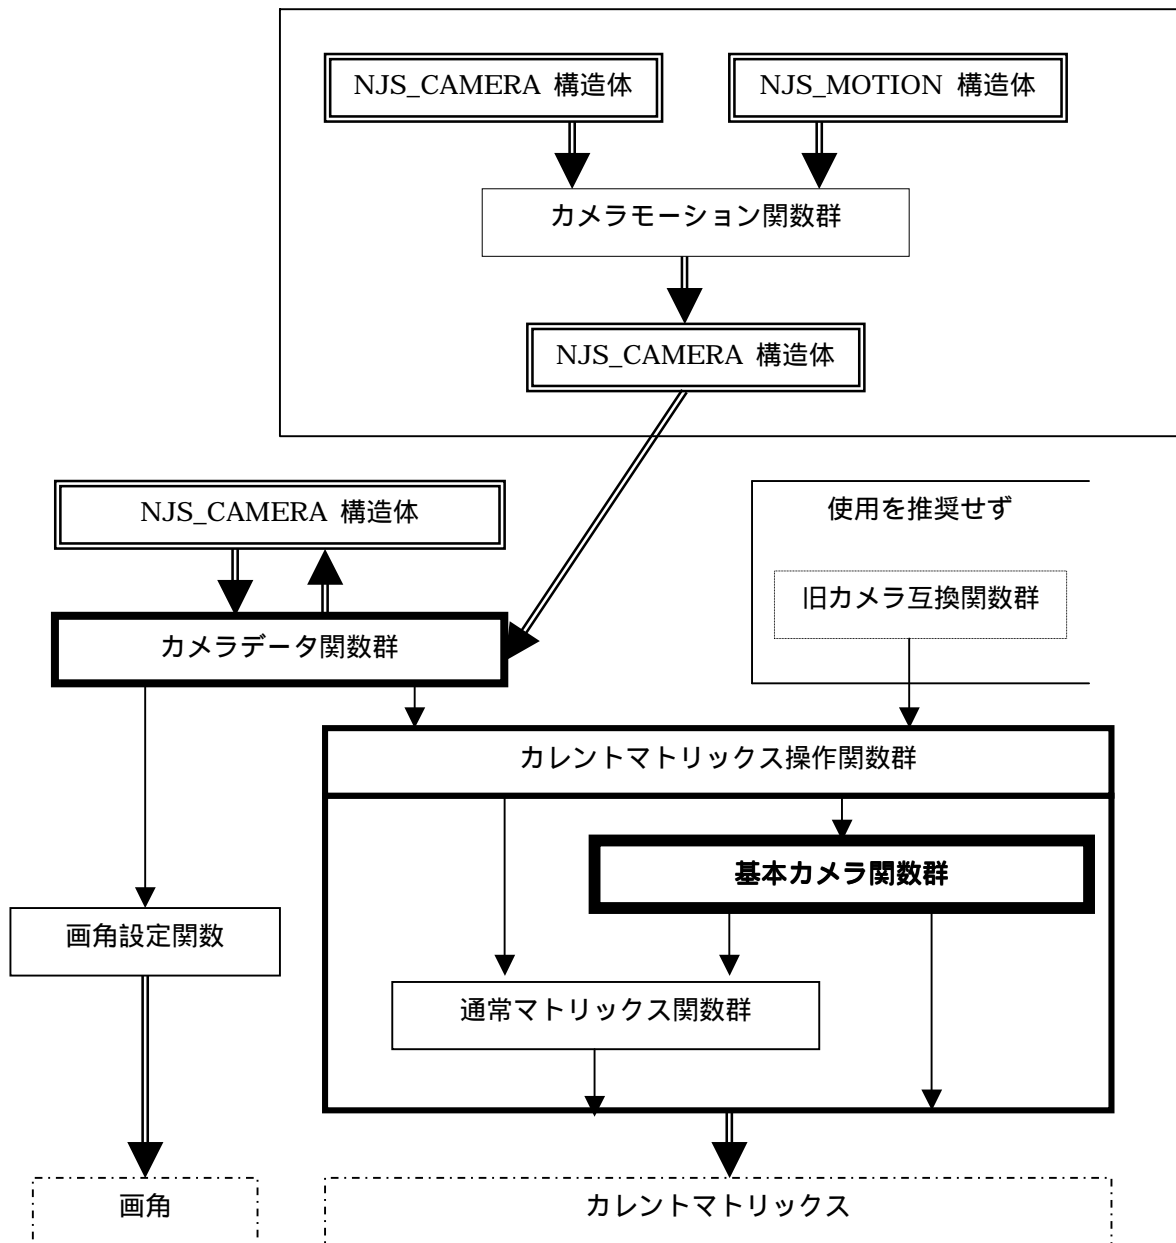 NJS_CAMERA 構造体
NJS_MOTION 構造体
カメラモーション関数群
NJS_CAMERA 構造体
NJS_CAMERA 構造体
使用を推奨せず
旧カメラ互換関数群
カメラデータ関数群
カレントマトリックス操作関数群
基本カメラ関数群
画角設定関数
通常マトリックス関数群
画角
カレントマトリックス